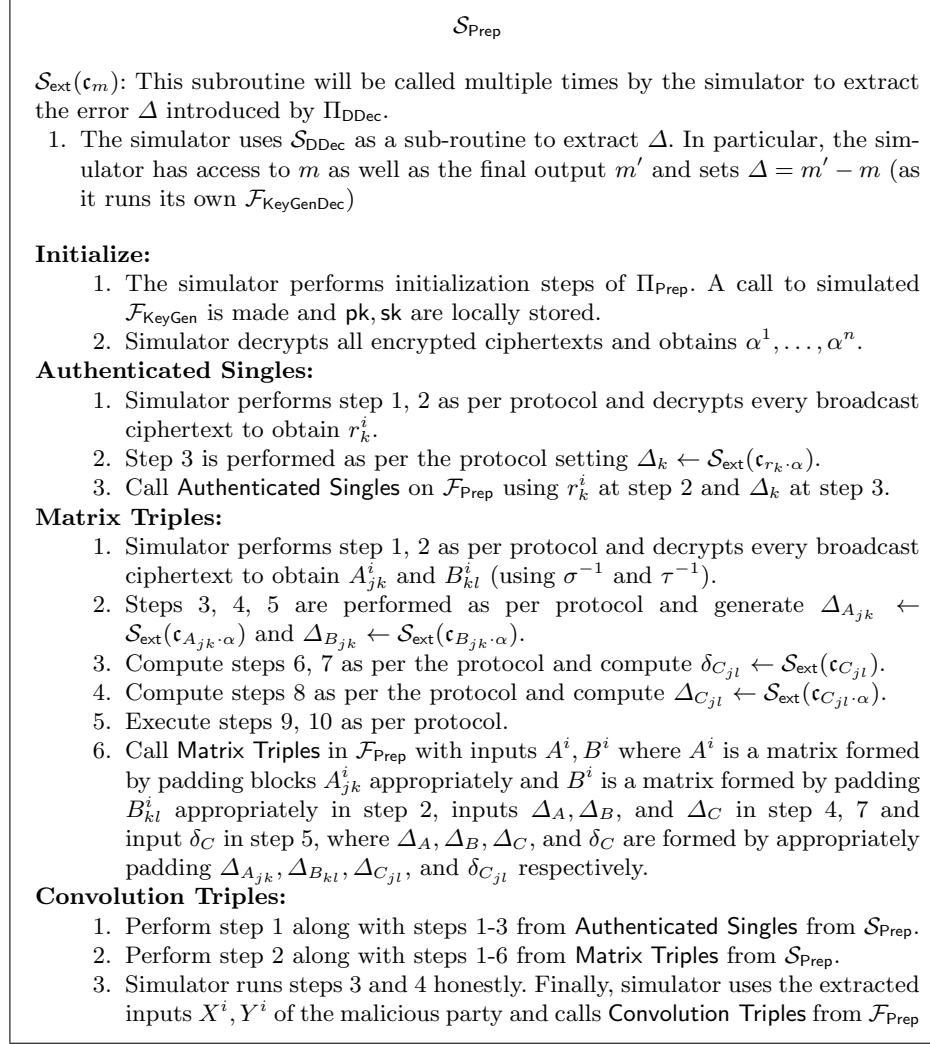 𝒮_Prep
𝒮_ext(𝔠_m): This subroutine will be called multiple times by the simulator to extract
the error Δ introduced by Π_DDec.
1. The simulator uses 𝒮_DDec as a sub-routine to extract Δ. In particular, the sim-
ulator has access to m as well as the final output m′ and sets Δ = m′ − m (as
it runs its own ℱ_KeyGenDec)
Initialize:
1. The simulator performs initialization steps of Π_Prep. A call to simulated
ℱ_KeyGen is made and pk, sk are locally stored.
2. Simulator decrypts all encrypted ciphertexts and obtains α^1, . . . , α^n.
Authenticated Singles:
1. Simulator performs step 1, 2 as per protocol and decrypts every broadcast
ciphertext to obtain r_k^i.
2. Step 3 is performed as per the protocol setting Δ_k ← 𝒮_ext(𝔠_{r_k·α}).
3. Call Authenticated Singles on ℱ_Prep using r_k^i at step 2 and Δ_k at step 3.
Matrix Triples:
1. Simulator performs step 1, 2 as per protocol and decrypts every broadcast
ciphertext to obtain A_{jk}^i and B_{kl}^i (using σ^{−1} and τ^{−1}).
2. Steps 3, 4, 5 are performed as per protocol and generate Δ_{A_{jk}} ←
𝒮_ext(𝔠_{A_{jk}·α}) and Δ_{B_{jk}} ← 𝒮_ext(𝔠_{B_{jk}·α}).
3. Compute steps 6, 7 as per the protocol and compute δ_{C_{jl}} ← 𝒮_ext(𝔠_{C_{jl}}).
4. Compute steps 8 as per the protocol and compute Δ_{C_{jl}} ← 𝒮_ext(𝔠_{C_{jl}·α}).
5. Execute steps 9, 10 as per protocol.
6. Call Matrix Triples in ℱ_Prep with inputs A^i, B^i where A^i is a matrix formed
by padding blocks A_{jk}^i appropriately and B^i is a matrix formed by padding
B_{kl}^i appropriately in step 2, inputs Δ_A, Δ_B, and Δ_C in step 4, 7 and
input δ_C in step 5, where Δ_A, Δ_B, Δ_C, and δ_C are formed by appropriately
padding Δ_{A_{jk}}, Δ_{B_{kl}}, Δ_{C_{jl}}, and δ_{C_{jl}} respectively.
Convolution Triples:
1. Perform step 1 along with steps 1-3 from Authenticated Singles from 𝒮_Prep.
2. Perform step 2 along with steps 1-6 from Matrix Triples from 𝒮_Prep.
3. Simulator runs steps 3 and 4 honestly. Finally, simulator uses the extracted
inputs X^i, Y^i of the malicious party and calls Convolution Triples from ℱ_Prep